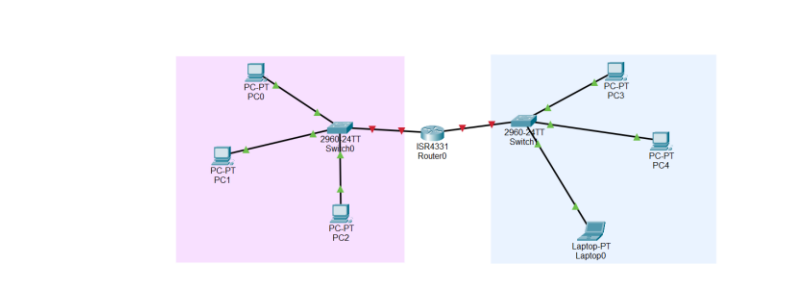 PC-PT
PC0
PC-PT
PC1
2960-24TT
Switch0
PC-PT
PC2
ISR4331
Router0
2960-24TT
Switch
PC-PT
PC3
PC-PT
PC4
Laptop-PT
Laptop0